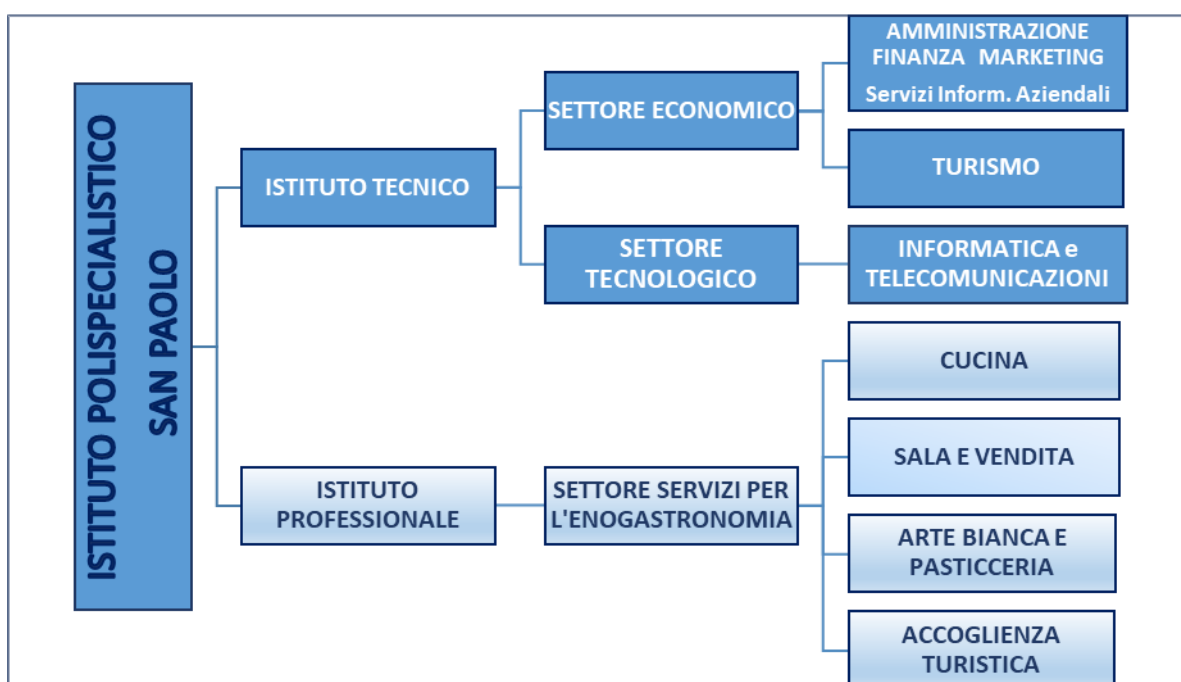 ISTITUTO POLISPECIALISTICO
SAN PAOLO
ISTITUTO TECNICO
SETTORE ECONOMICO
AMMINISTRAZIONE
FINANZA MARKETING
Servizi Inform. Aziendali
TURISMO
SETTORE
TECNOLOGICO
INFORMATICA e
TELECOMUNICAZIONI
ISTITUTO
PROFESSIONALE
SETTORE SERVIZI PER
L'ENOGASTRONOMIA
CUCINA
SALA E VENDITA
ARTE BIANCA E
PASTICCERIA
ACCOGLIENZA
TURISTICA